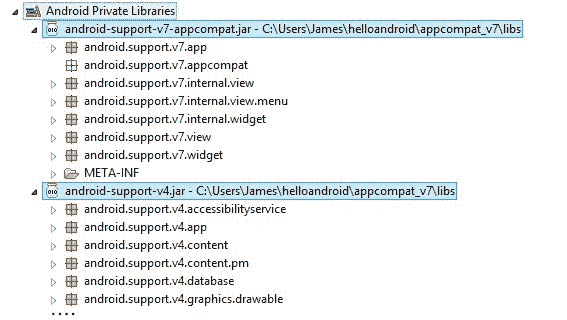 Android Private Libraries
android-support-v7-appcompat.jar - C:\Users\James\helloandroid\appcompat_v7\libs
android.support.v7.app
android.support.v7.appcompat
android.support.v7.internal.view
android.support.v7.internal.view.menu
android.support.v7.internal.widget
android.support.v7.view
android.support.v7.widget
META-INF
android-support-v4.jar - C:\Users\James\helloandroid\appcompat_v7\libs
android.support.v4.accessibilityservice
android.support.v4.app
android.support.v4.content
android.support.v4.content.pm
android.support.v4.database
android.support.v4.graphics.drawable
....